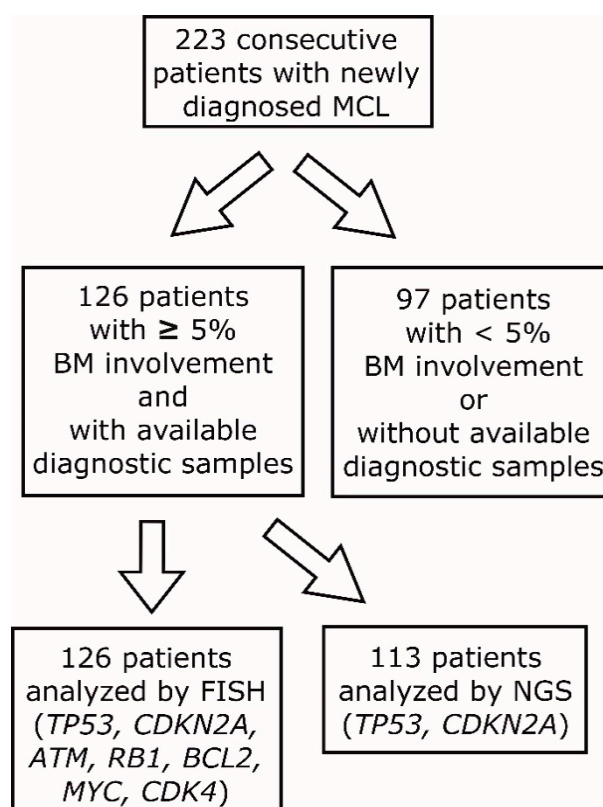 223 consecutive
patients with newly
diagnosed MCL
126 patients
with ≥ 5%
BM involvement
and
with available
diagnostic samples
97 patients
with < 5%
BM involvement
or
without available
diagnostic samples
126 patients
analyzed by FISH
(TP53, CDKN2A,
ATM, RB1, BCL2,
MYC, CDK4)
113 patients
analyzed by NGS
(TP53, CDKN2A)